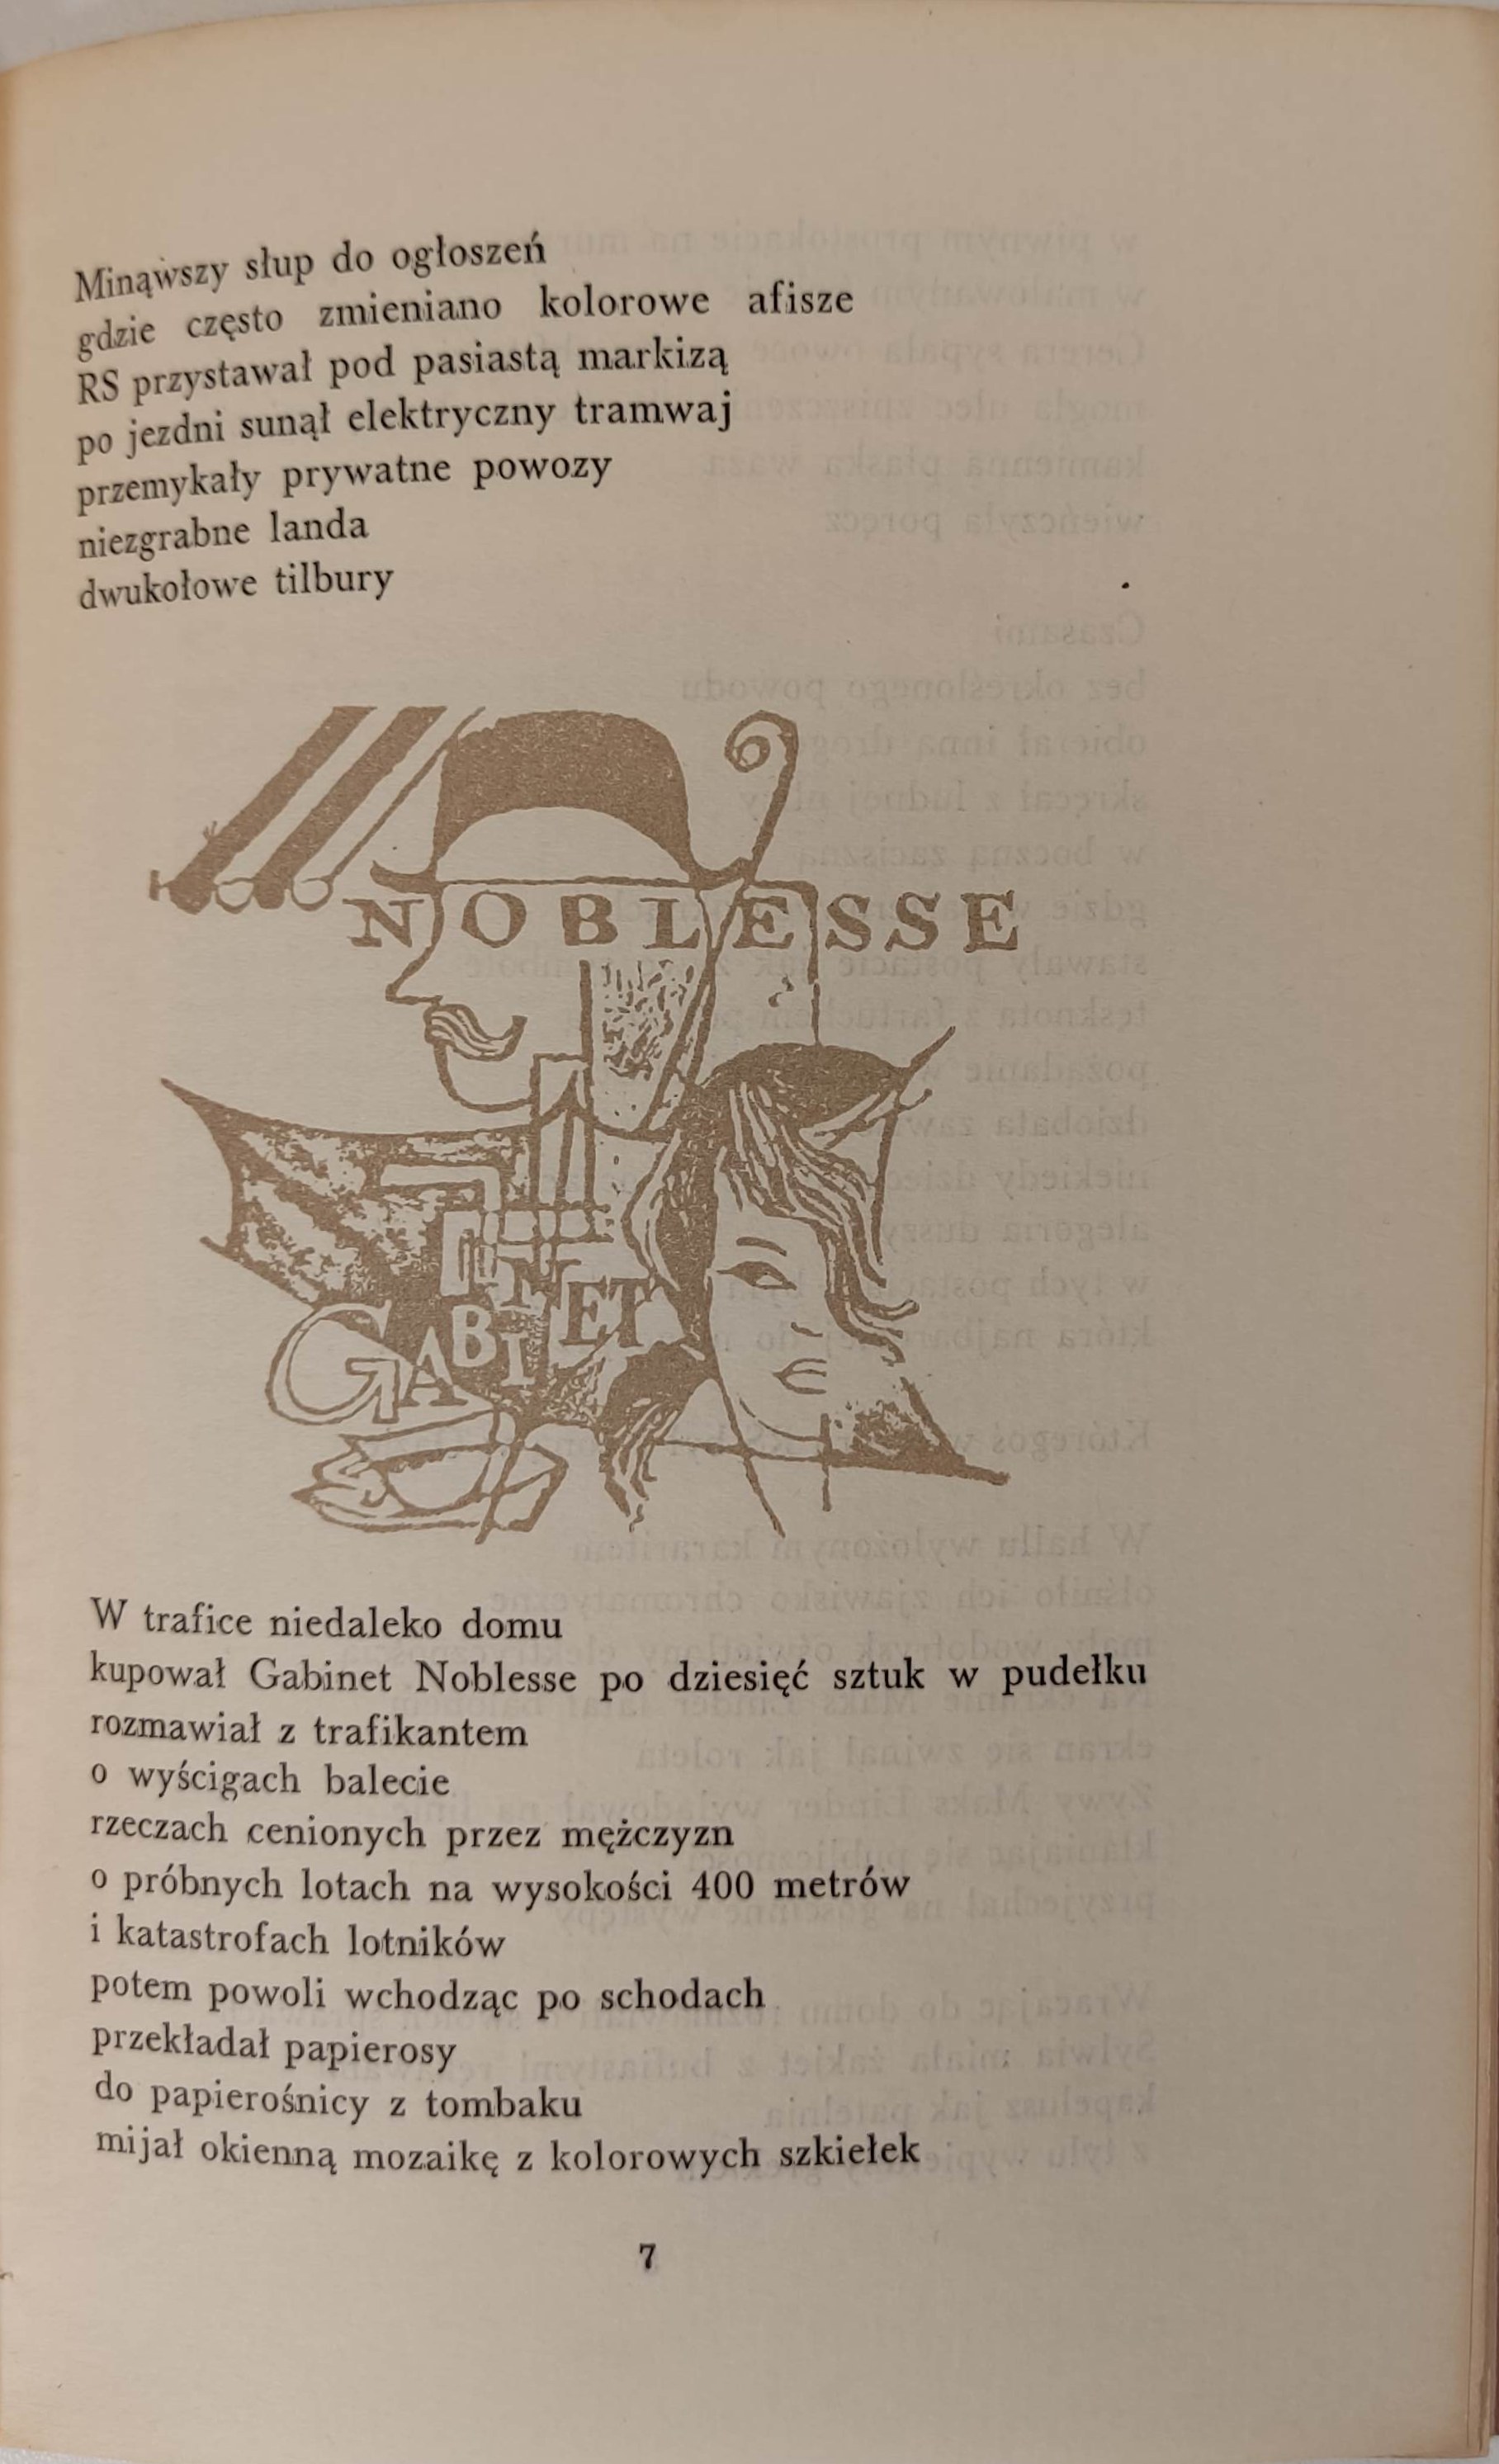 Minąwszy słup do ogłoszeń
gdzie często zmieniano kolorowe afisze
RS przystawał pod pasiastą markizą
po jezdni sunął elektryczny tramwaj
przemykały prywatne powozy
niezgrabne landa
dwukołowe tilbury
NOBLESSE
GABINET
W trafice niedaleko domu
kupował Gabinet Noblesse po dziesięć sztuk w pudełku
rozmawiał z trafikantem
o wyścigach balecie
rzeczach cenionych przez mężczyzn
o próbnych lotach na wysokości 400 metrów
i katastrofach lotników
potem powoli wchodząc po schodach
przekładał papierosy
do papierośnicy z tombaku
mijał okienną mozaikę z kolorowych szkiełek
7